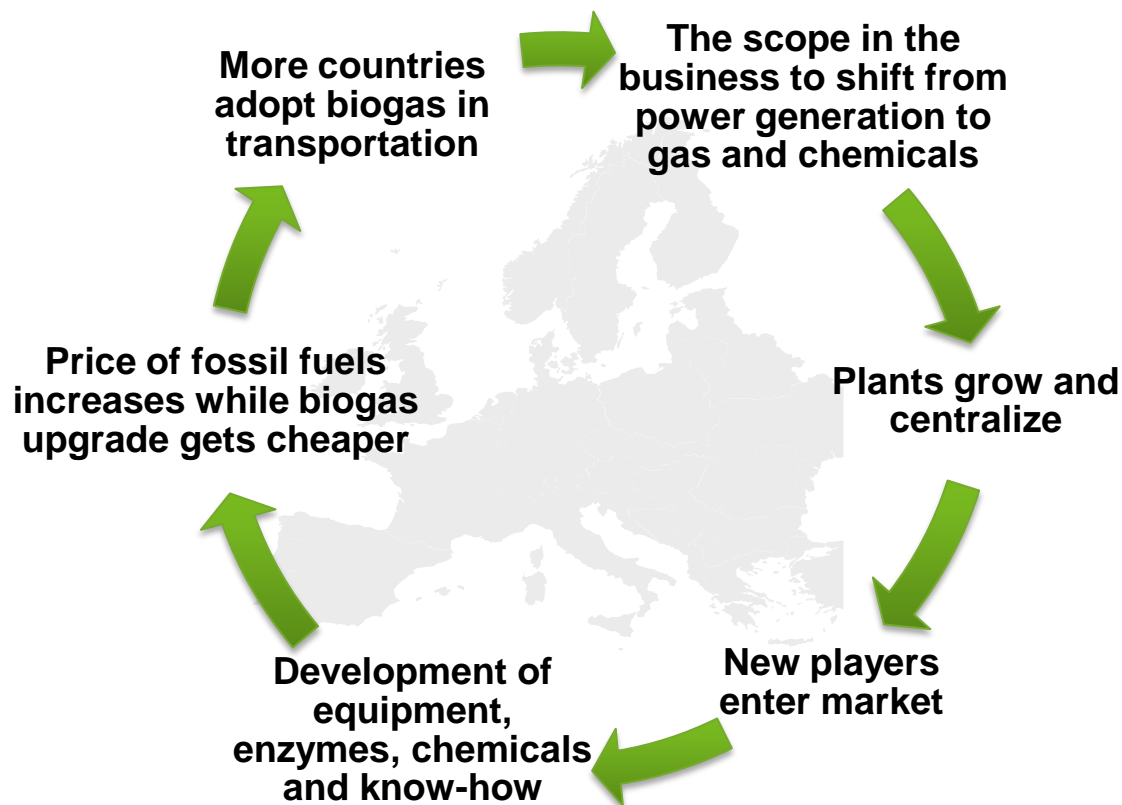 More countries
adopt biogas in
transportation
The scope in the
business to shift from
power generation to
gas and chemicals
Plants grow and
centralize
New players
enter market
Development of
equipment,
enzymes, chemicals
and know-how
Price of fossil fuels
increases while biogas
upgrade gets cheaper